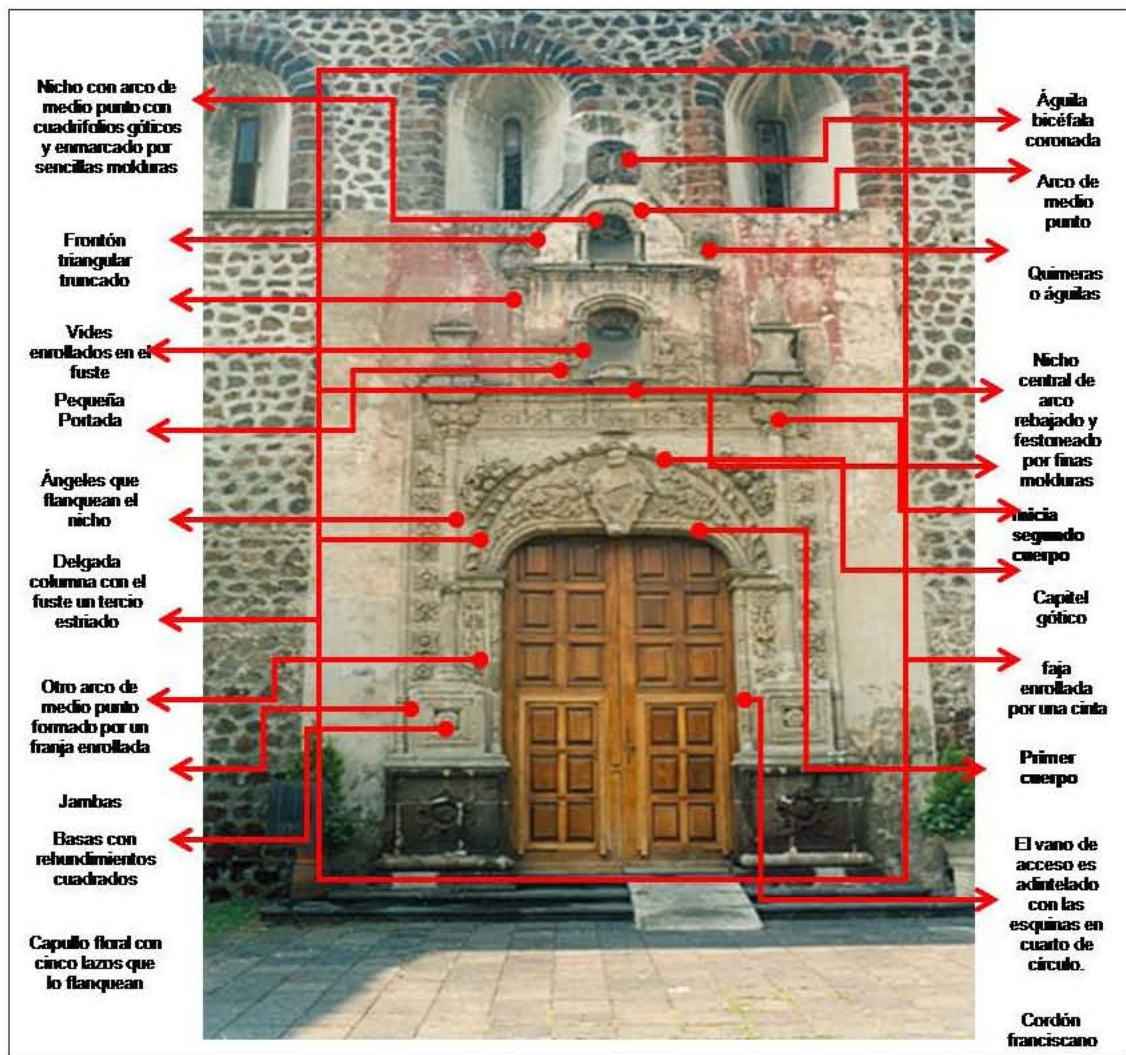 Nicho con arco de
medio punto con
cuadrifolios góticos
y enmarcado por
sencillas molduras
Frontón
triangular
truncado
Vides
enrollados en el
fuste
Pequeña
Portada
Ángeles que
flanquean el
nicho
Delgada
columna con el
fuste un tercio
estriado
Otro arco de
medio punto
formado por un
franja enrollada
Jambas
Basas con
rehundimientos
cuadrados
Capullo floral con
cinco lazos que
lo flanquean
Águila
bicéfala
coronada
Arco de
medio
punto
Quimeras
o águilas
Nicho
central de
arco
rebajado y
festoneado
por finas
molduras
inicia
segundo
cuerpo
Capitel
gótico
faja
enrollada
por una cinta
Primer
cuerpo
El vano de
acceso es
adintelado
con las
esquinas en
cuarto de
círculo.
Cordón
franciscano